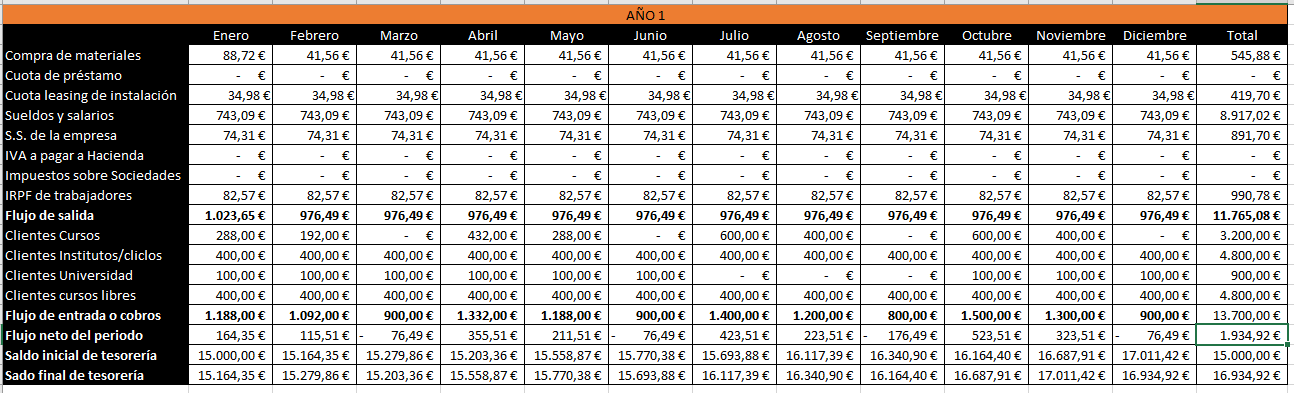 AÑO 1
Enero Febrero Marzo Abril Mayo Junio Julio Agosto Septiembre Octubre Noviembre Diciembre Total
Compra de materiales 88,72 € 41,56 € 41,56 € 41,56 € 41,56 € 41,56 € 41,56 € 41,56 € 41,56 € 41,56 € 41,56 € 41,56 € 545,88 €
Cuota de préstamo - € - € - € - € - € - € - € - € - € - € - € - € - €
Cuota leasing de instalación 34,98 € 34,98 € 34,98 € 34,98 € 34,98 € 34,98 € 34,98 € 34,98 € 34,98 € 34,98 € 34,98 € 34,98 € 419,70 €
Sueldos y salarios 743,09 € 743,09 € 743,09 € 743,09 € 743,09 € 743,09 € 743,09 € 743,09 € 743,09 € 743,09 € 743,09 € 743,09 € 8.917,02 €
S.S. de la empresa 74,31 € 74,31 € 74,31 € 74,31 € 74,31 € 74,31 € 74,31 € 74,31 € 74,31 € 74,31 € 74,31 € 74,31 € 891,70 €
IVA a pagar a Hacienda - € - € - € - € - € - € - € - € - € - € - € - € - €
Impuestos sobre Sociedades - € - € - € - € - € - € - € - € - € - € - € - € - €
IRPF de trabajadores 82,57 € 82,57 € 82,57 € 82,57 € 82,57 € 82,57 € 82,57 € 82,57 € 82,57 € 82,57 € 82,57 € 82,57 € 990,78 €
Flujo de salida 1.023,65 € 976,49 € 976,49 € 976,49 € 976,49 € 976,49 € 976,49 € 976,49 € 976,49 € 976,49 € 976,49 € 976,49 € 11.765,08 €
Clientes Cursos 288,00 € 192,00 € - € 432,00 € 288,00 € - € 600,00 € 400,00 € - € 600,00 € 400,00 € - € 3.200,00 €
Clientes Institutos/cliclos 400,00 € 400,00 € 400,00 € 400,00 € 400,00 € 400,00 € 400,00 € 400,00 € 400,00 € 400,00 € 400,00 € 400,00 € 4.800,00 €
Clientes Universidad 100,00 € 100,00 € 100,00 € 100,00 € 100,00 € 100,00 € - € - € - € 100,00 € 100,00 € 100,00 € 900,00 €
Clientes cursos libres 400,00 € 400,00 € 400,00 € 400,00 € 400,00 € 400,00 € 400,00 € 400,00 € 400,00 € 400,00 € 400,00 € 400,00 € 4.800,00 €
Flujo de entrada o cobros 1.188,00 € 1.092,00 € 900,00 € 1.332,00 € 1.188,00 € 900,00 € 1.400,00 € 1.200,00 € 800,00 € 1.500,00 € 1.300,00 € 900,00 € 13.700,00 €
Flujo neto del periodo 164,35 € 115,51 € - 76,49 € 355,51 € 211,51 € - 76,49 € 423,51 € 223,51 € - 176,49 € 523,51 € 323,51 € - 76,49 € 1.934,92 €
Saldo inicial de tesorería 15.000,00 € 15.164,35 € 15.279,86 € 15.203,36 € 15.558,87 € 15.770,38 € 15.693,88 € 16.117,39 € 16.340,90 € 16.164,40 € 16.687,91 € 17.011,42 € 15.000,00 €
Sado final de tesorería 15.164,35 € 15.279,86 € 15.203,36 € 15.558,87 € 15.770,38 € 15.693,88 € 16.117,39 € 16.340,90 € 16.164,40 € 16.687,91 € 17.011,42 € 16.934,92 € 16.934,92 €